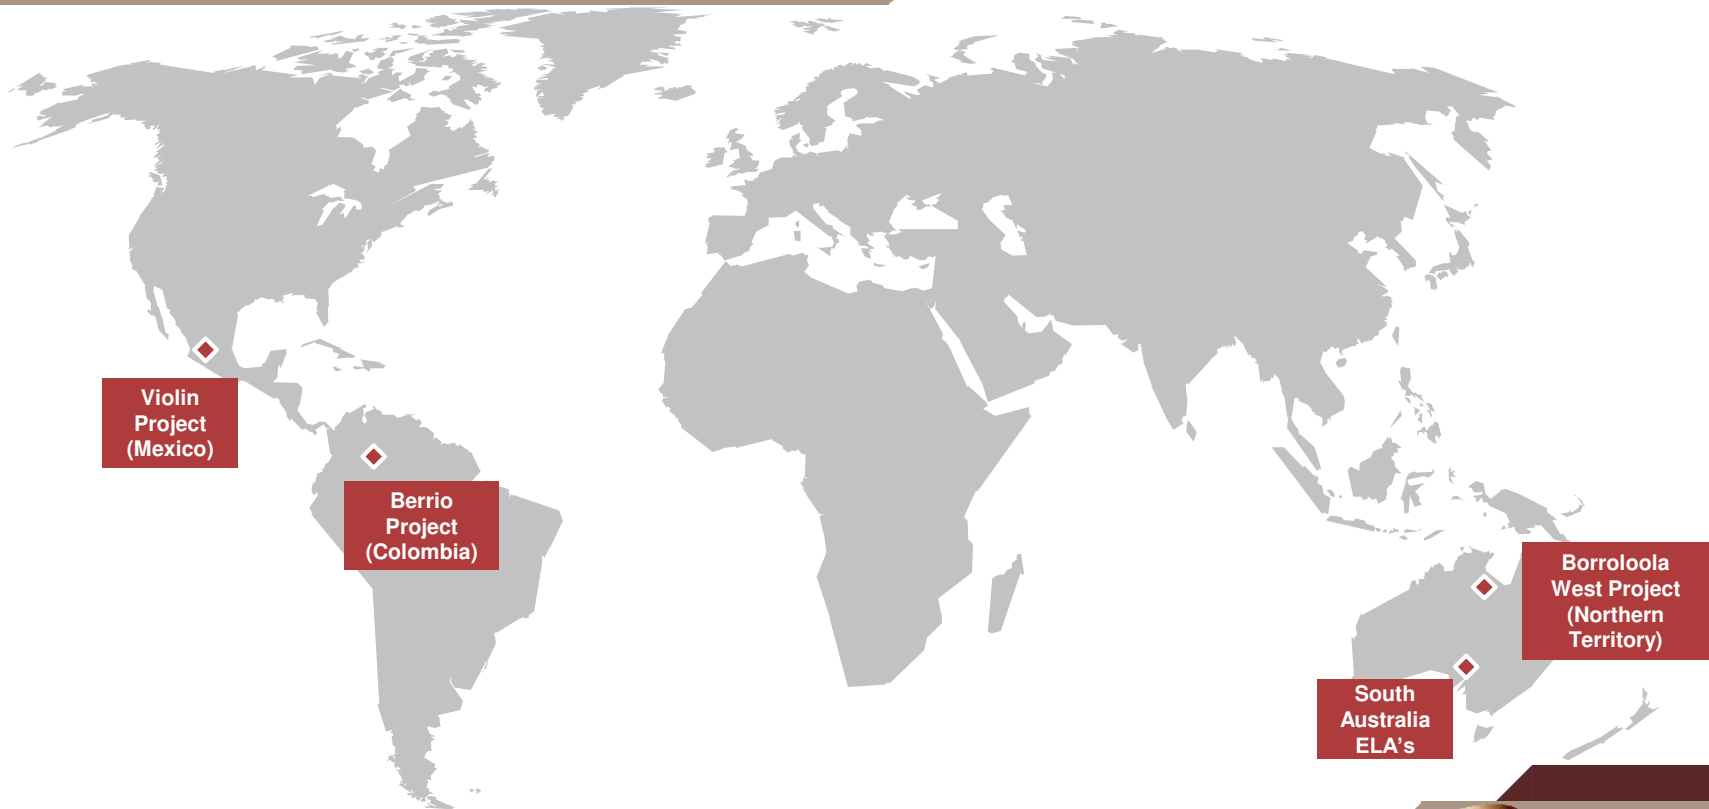 Violin
Project
(Mexico)
Berrio
Project
(Colombia)
Borroloola
West Project
(Northern
Territory)
South
Australia
ELA's